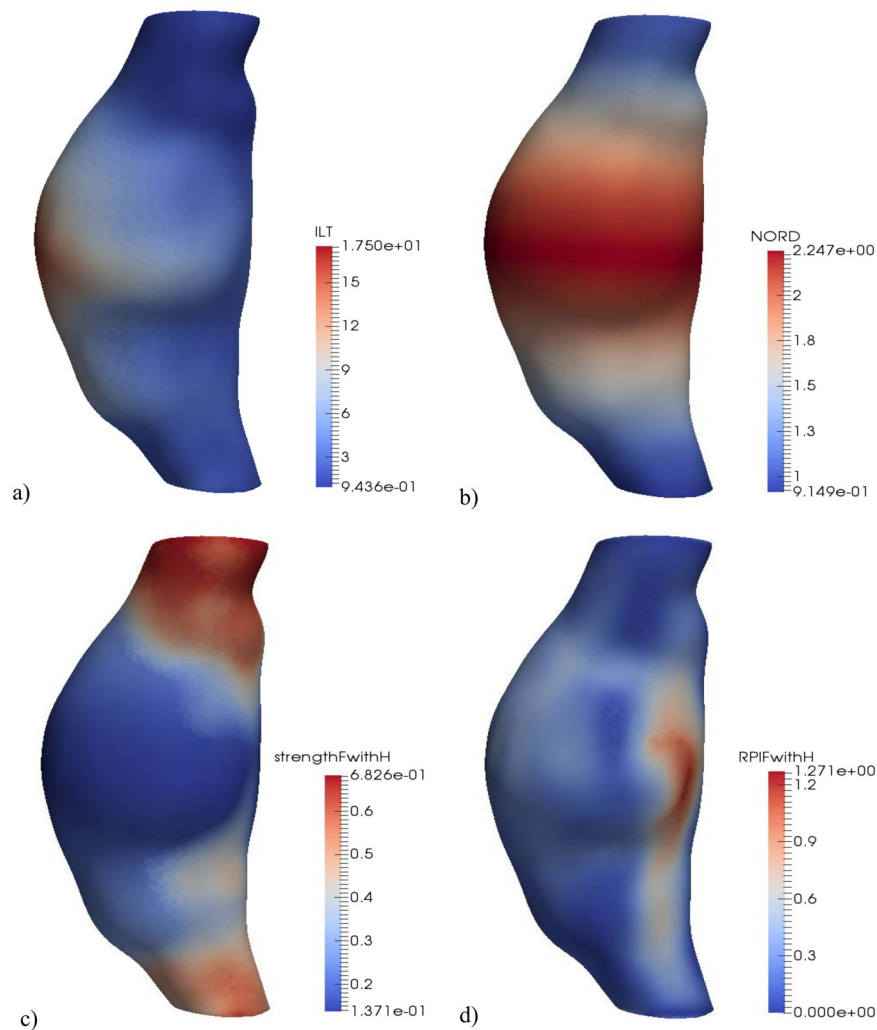 ILT
1.750e+01
15
12
9
6
3
9.436e-01
a)
NORD
2.247e+00
2
1.8
1.5
1.3
1
9.149e-01
b)
strengthFwithH
6.826e-01
0.6
0.5
0.4
0.3
0.2
1.371e-01
c)
RPIFwithH
1.271e+00
1.2
0.9
0.6
0.3
0.000e+00
d)